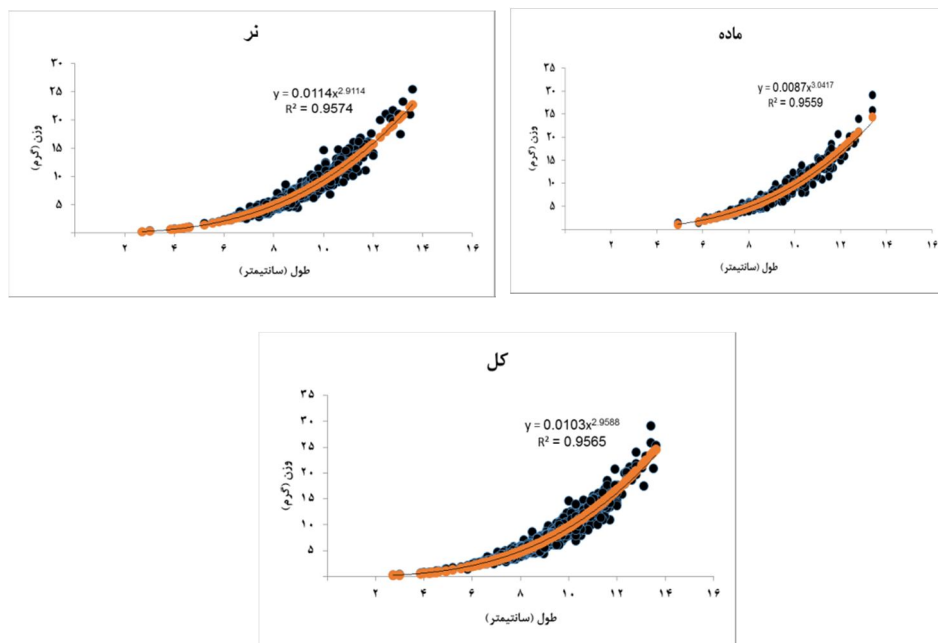 نر
۳۰
۲۵
۲۰
۱۵
۱۰
۵
وزن (گرم)
y = 0.0114x^2.9114
R² = 0.9574
۲ ۴ ۶ ۸ ۱۰ ۱۲ ۱۴ ۱۶
طول (سانتیمتر)
ماده
۳۵
۳۰
۲۵
۲۰
۱۵
۱۰
۵
وزن (گرم)
y = 0.0087x^3.0417
R² = 0.9559
۲ ۴ ۶ ۸ ۱۰ ۱۲ ۱۴ ۱۶
طول (سانتیمتر)
کل
۳۵
۳۰
۲۵
۲۰
۱۵
۱۰
۵
وزن (گرم)
y = 0.0103x^2.9588
R² = 0.9565
۲ ۴ ۶ ۸ ۱۰ ۱۲ ۱۴ ۱۶
طول (سانتیمتر)